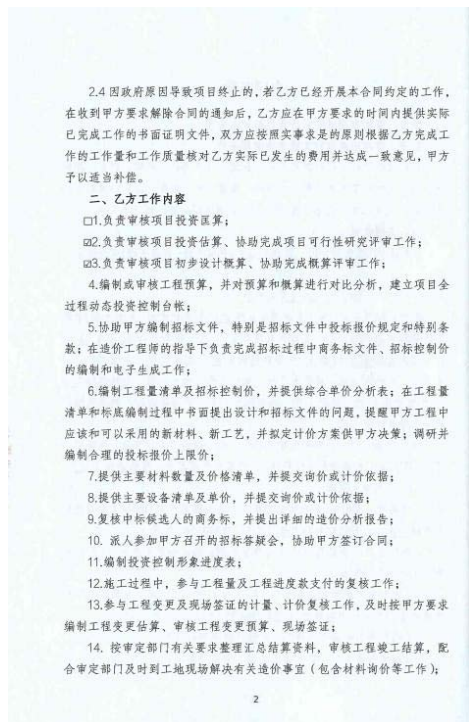 2.4 因政府原因导致项目终止的，若乙方已经开展本合同约定的工作，
在收到甲方要求解除合同的通知后，乙方应在甲方要求的时间内提供实际
已完成工作的书面证明文件，双方应按照实事求是的原则根据乙方完成工
作的工作量和工作质量核对乙方实际已发生的费用并达成一致意见，甲方
予以适当补偿。
二、乙方工作内容
☐1.负责审核项目投资匡算；
☑2.负责审核项目投资估算、协助完成项目可行性研究评审工作；
☑3.负责审核项目初步设计概算、协助完成概算评审工作；
4.编制或审核工程预算，并对预算和概算进行对比分析，建立项目全
过程动态投资控制台帐；
5.协助甲方编制招标文件，特别是招标文件中投标报价规定和特别条
款；在造价工程师的指导下负责完成招标过程中商务标文件、招标控制价
的编制和电子生成工作；
6.编制工程量清单及招标控制价，并提供综合单价分析表；在工程量
清单和标底编制过程中书面提出设计和招标文件的问题，提醒甲方工程中
应该和可以采用的新材料、新工艺，并拟定计价方案供甲方决策；调研并
编制合理的投标报价上限价；
7.提供主要材料数量及价格清单，并提交询价或计价依据；
8.提供主要设备清单及单价，并提交询价或计价依据；
9.复核中标候选人的商务标，并提出详细的造价分析报告；
10. 派人参加甲方召开的招标答疑会，协助甲方签订合同；
11.编制投资控制形象进度表；
12.施工过程中，参与工程量及工程进度款支付的复核工作；
13.参与工程变更及现场签证的计量、计价复核工作，及时按甲方要求
编制工程变更估算、审核工程变更预算、现场签证；
14. 按审定部门有关要求整理汇总结算资料，审核工程竣工结算，配
合审定部门及时到工地现场解决有关造价事宜（包含材料询价等工作）；
2